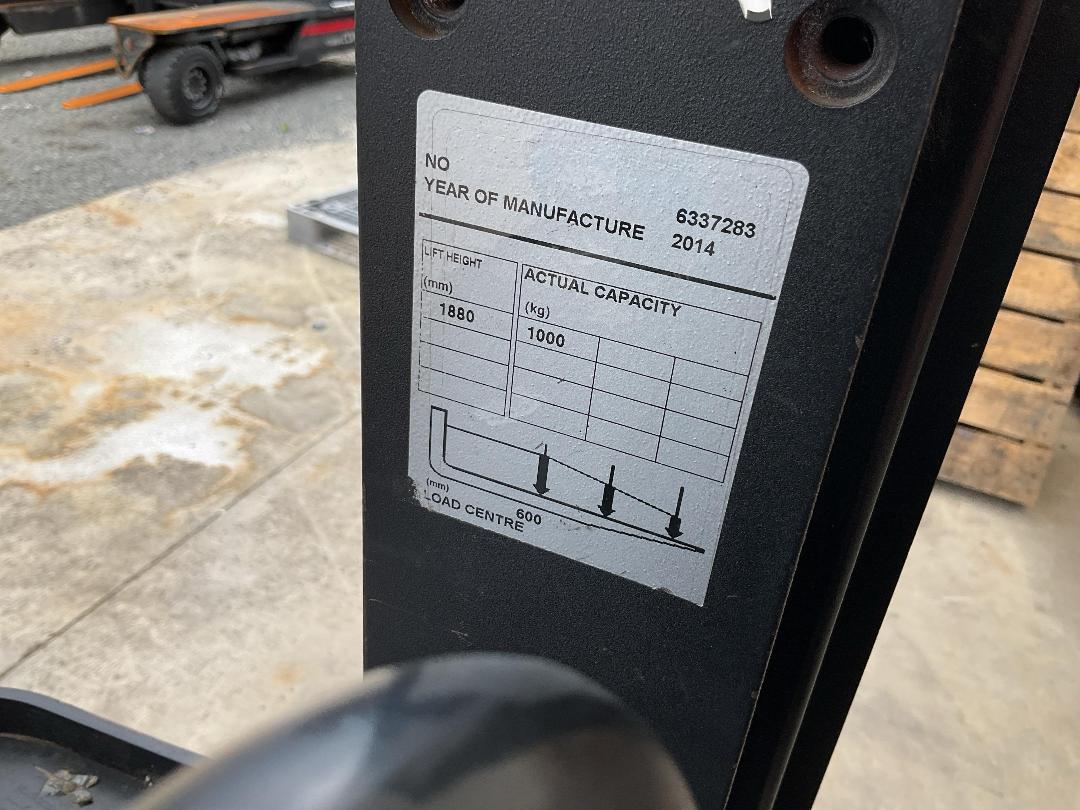 NO 6337283
YEAR OF MANUFACTURE 2014
LIFT HEIGHT
(mm)
ACTUAL CAPACITY
(kg)
1880 1000
(mm)
LOAD CENTRE 600